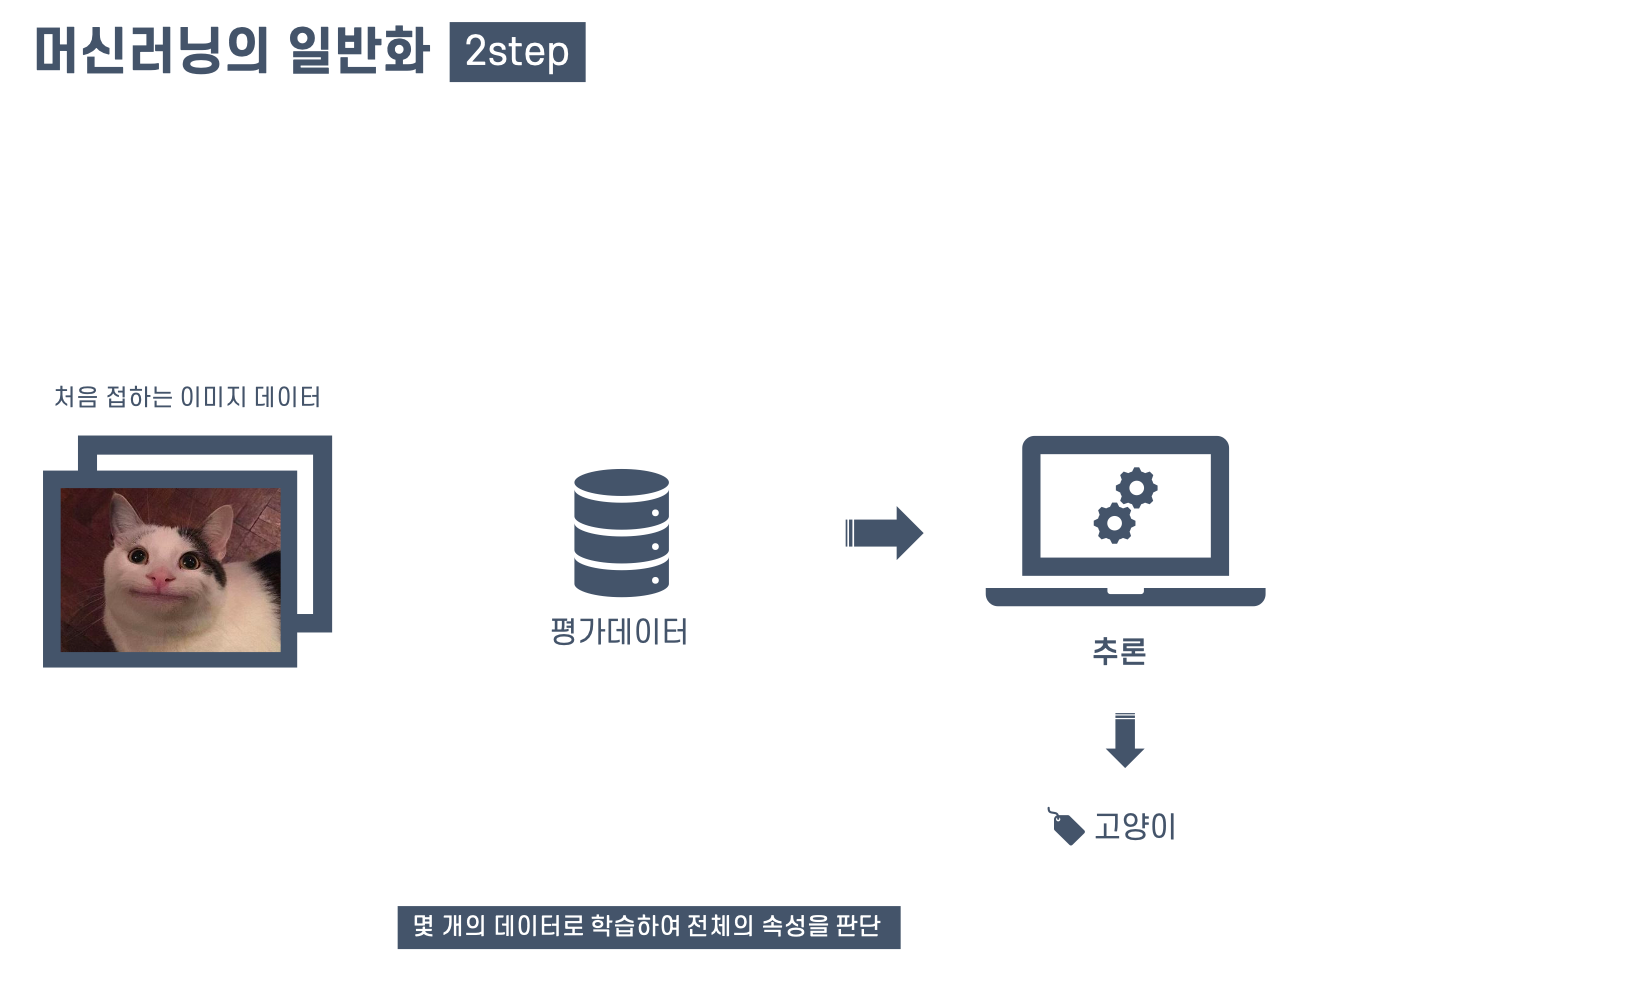 머신러닝의 일반화 2step
처음 접하는 이미지 데이터
평가데이터
추론
고양이
몇 개의 데이터로 학습하여 전체의 속성을 판단